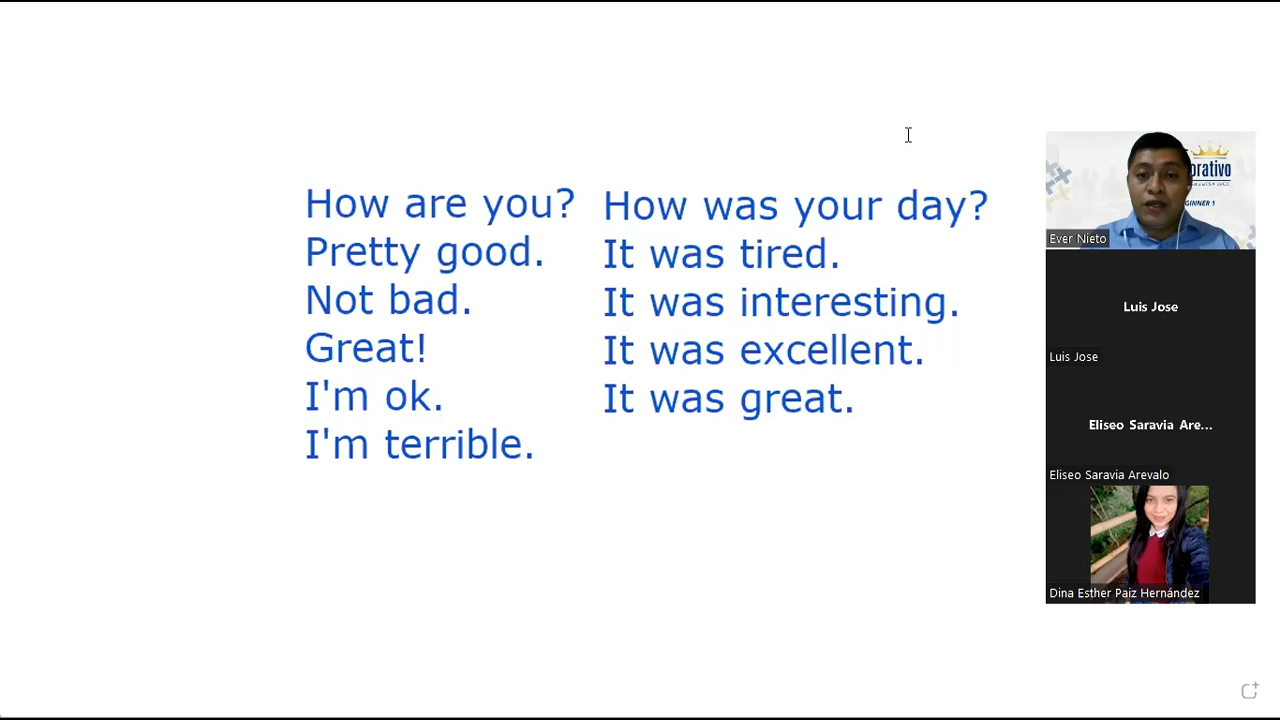 How are you?
Pretty good.
Not bad.
Great!
I'm ok.
I'm terrible.
How was your day?
It was tired.
It was interesting.
It was excellent.
It was great.
Ever Nieto
Luis Jose
Luis Jose
Eliseo Saravia Are...
Eliseo Saravia Arevalo
Dina Esther Paiz Hernández